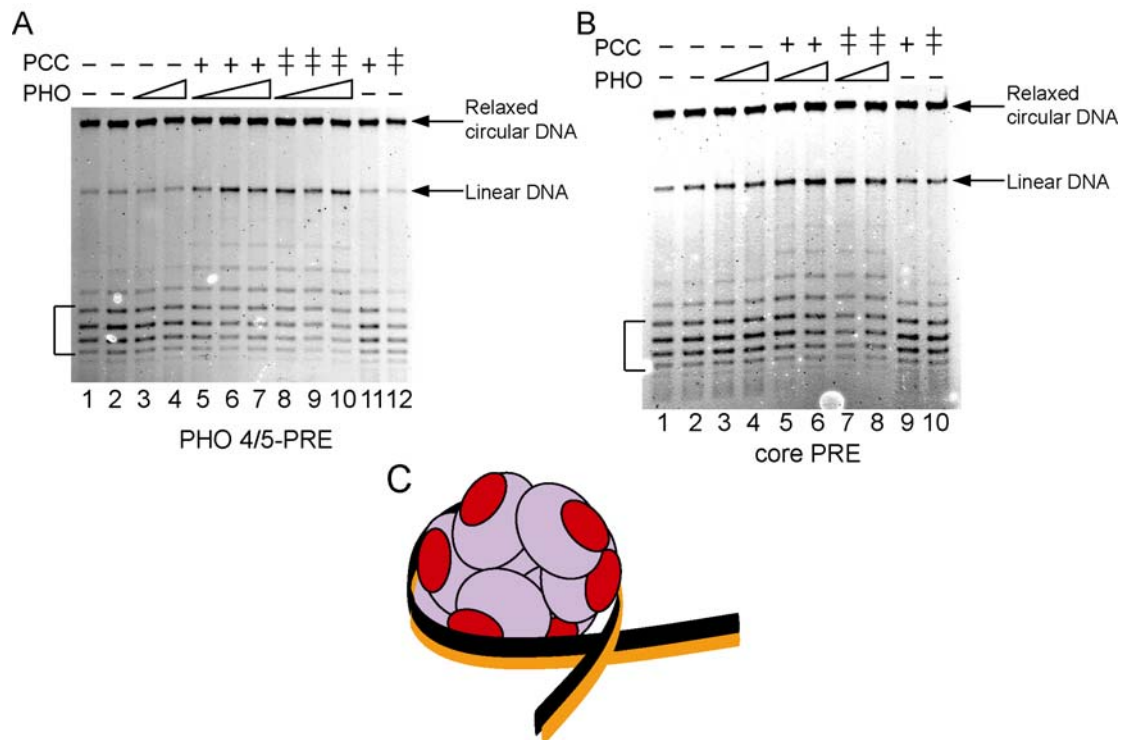 A
PCC – – – – + + + ‡ ‡ ‡ + ‡
PHO – – – –
Relaxed
circular DNA
Linear DNA
1 2 3 4 5 6 7 8 9 10 11 12
PHO 4/5-PRE
B
PCC – – – – + + ‡ ‡ + ‡
PHO – – – –
Relaxed
circular DNA
Linear DNA
1 2 3 4 5 6 7 8 9 10
core PRE
C